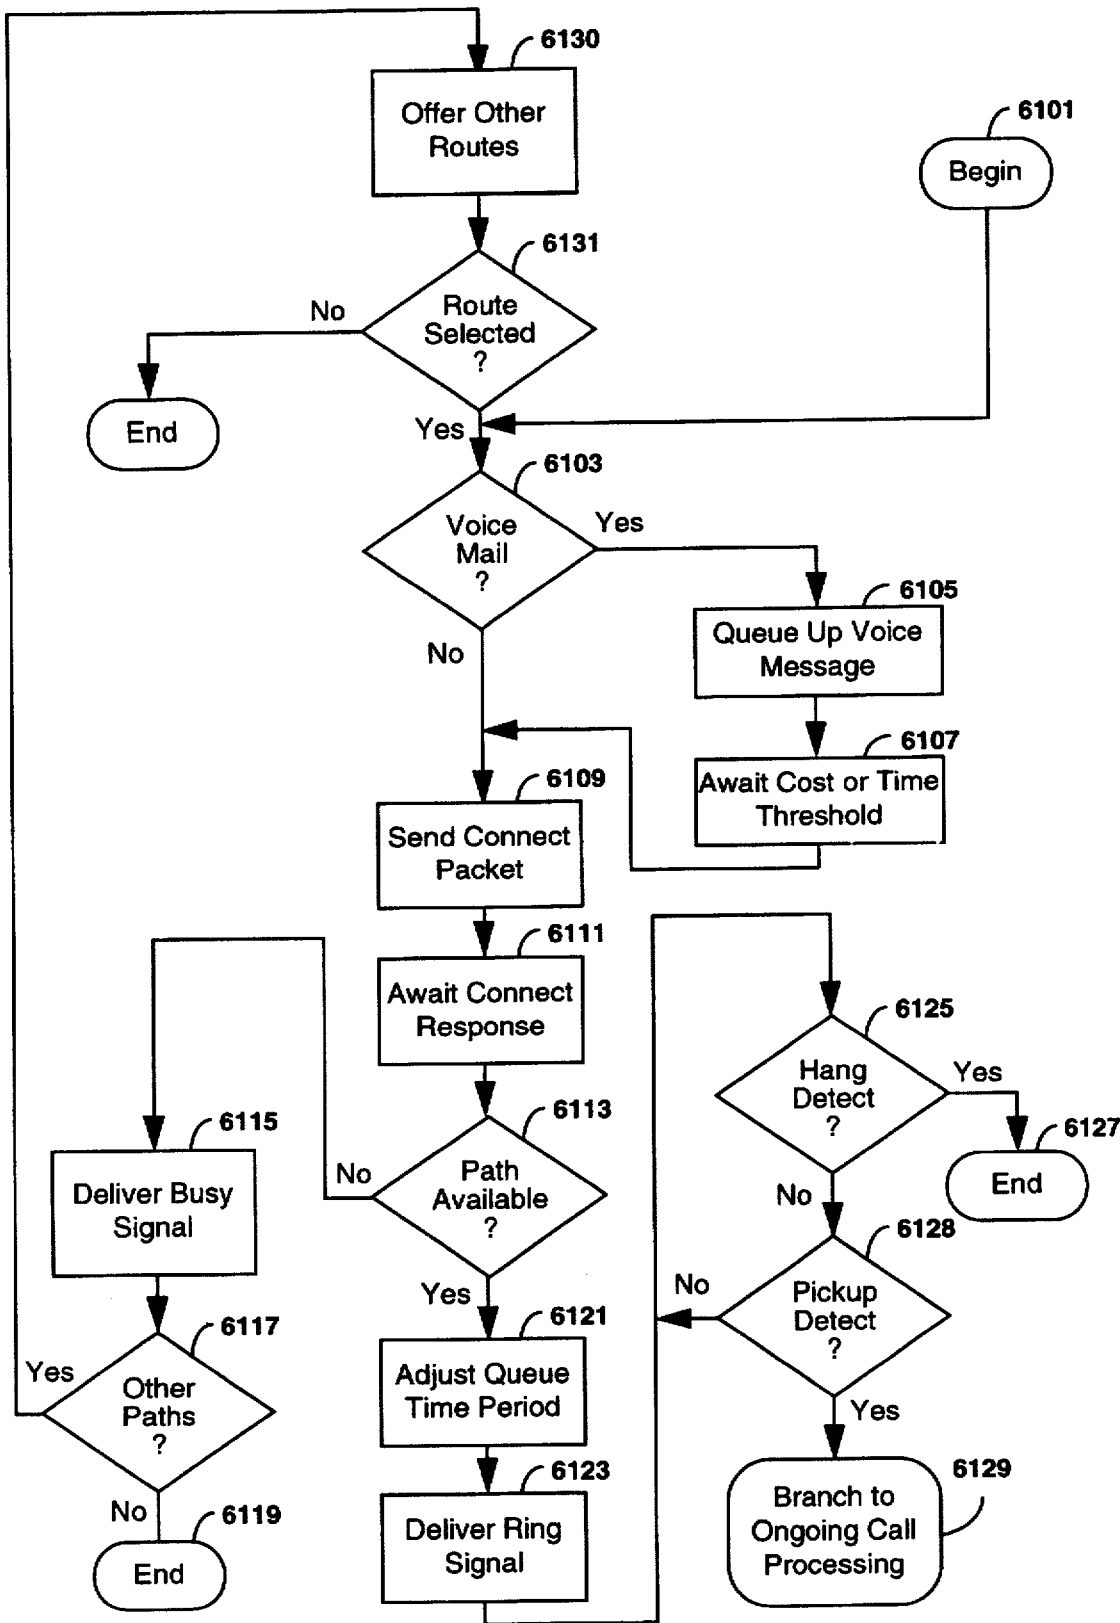 6130
Offer Other
Routes
6101
Begin
6131
Route
Selected
?
No
End
Yes
6103
Voice
Mail
?
Yes
No
6105
Queue Up Voice
Message
6107
Await Cost or Time
Threshold
6109
Send Connect
Packet
6111
Await Connect
Response
6113
Path
Available
?
No
Yes
6115
Deliver Busy
Signal
6117
Other
Paths
?
Yes
No
6119
End
6121
Adjust Queue
Time Period
6123
Deliver Ring
Signal
6125
Hang
Detect
?
Yes
6127
End
No
6128
Pickup
Detect
?
No
Yes
6129
Branch to
Ongoing Call
Processing